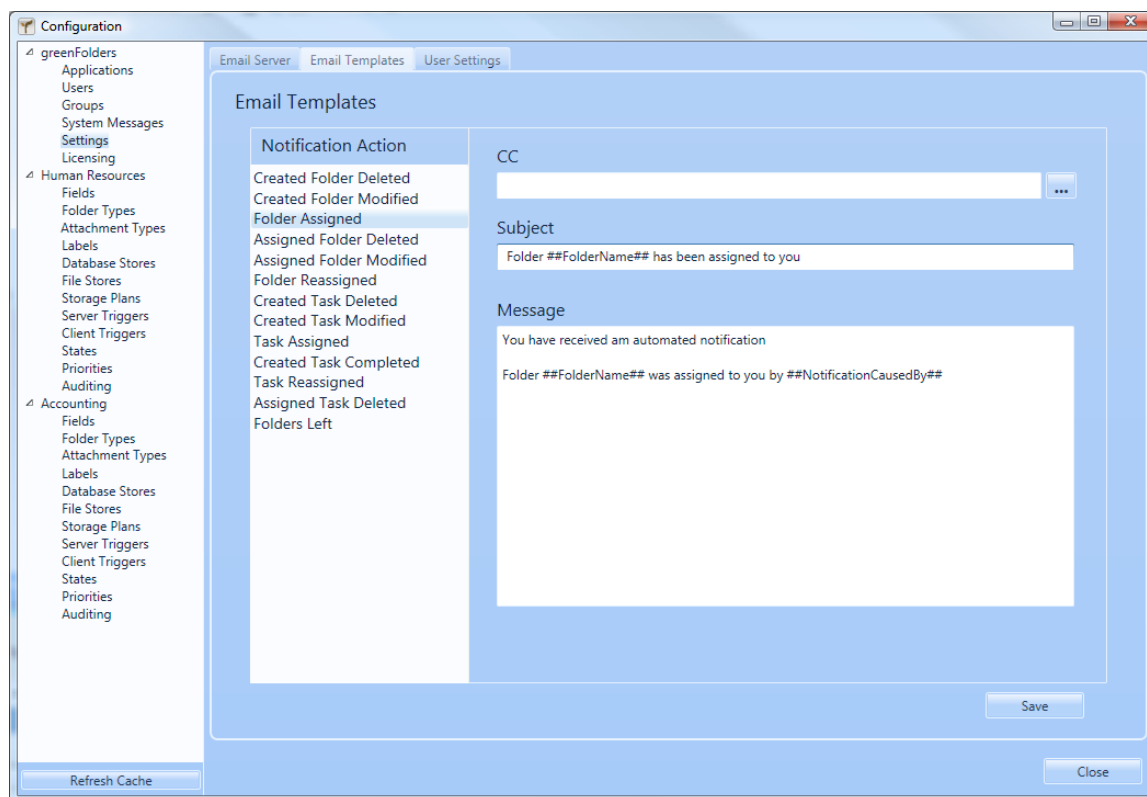 Configuration
greenFolders
Applications
Users
Groups
System Messages
Settings
Licensing
Human Resources
Fields
Folder Types
Attachment Types
Labels
Database Stores
File Stores
Storage Plans
Server Triggers
Client Triggers
States
Priorities
Auditing
Accounting
Fields
Folder Types
Attachment Types
Labels
Database Stores
File Stores
Storage Plans
Server Triggers
Client Triggers
States
Priorities
Auditing
Refresh Cache
Email Server Email Templates User Settings
Email Templates
Notification Action
Created Folder Deleted
Created Folder Modified
Folder Assigned
Assigned Folder Deleted
Assigned Folder Modified
Folder Reassigned
Created Task Deleted
Created Task Modified
Task Assigned
Created Task Completed
Task Reassigned
Assigned Task Deleted
Folders Left
CC
...
Subject
Folder ##FolderName## has been assigned to you
Message
You have received am automated notification
Folder ##FolderName## was assigned to you by ##NotificationCausedBy##
Save
Close